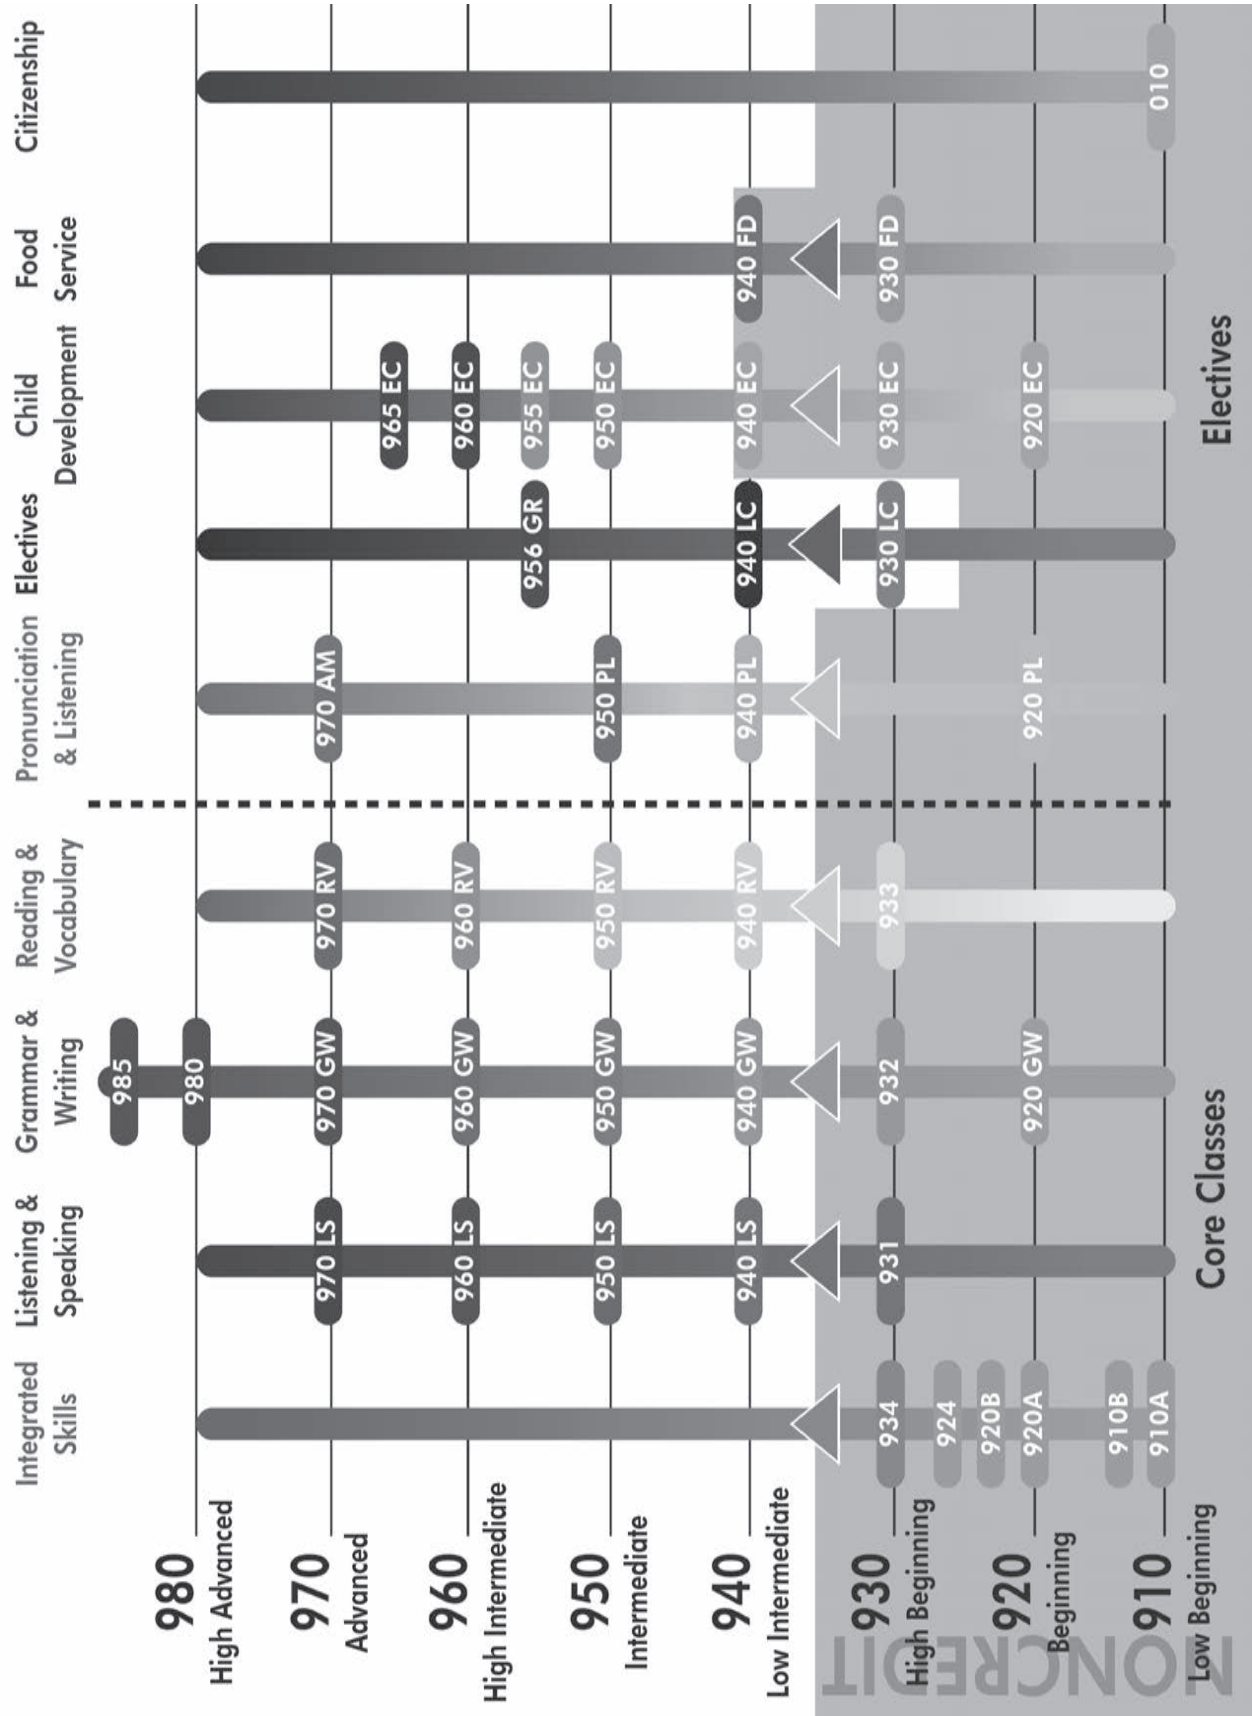 Integrated
Skills
Listening &
Speaking
Grammar &
Writing
Reading &
Vocabulary
Pronunciation
& Listening
Electives
Child
Development
Food
Service
Citizenship
985
980
High Advanced
980
970
Advanced
970 LS
970 GW
970 RV
970 AM
965 EC
960
High Intermediate
960 LS
960 GW
960 RV
960 EC
956 GR
955 EC
950
Intermediate
950 LS
950 GW
950 RV
950 PL
950 EC
940
Low Intermediate
940 LS
940 GW
940 RV
940 PL
940 LC
940 EC
940 FD
930
High Beginning
934
931
932
933
930 LC
930 EC
930 FD
924
920B
920
Beginning
920A
920 GW
920 PL
920 EC
910B
910
Low Beginning
910A
010
NONCREDIT
Core Classes
Electives